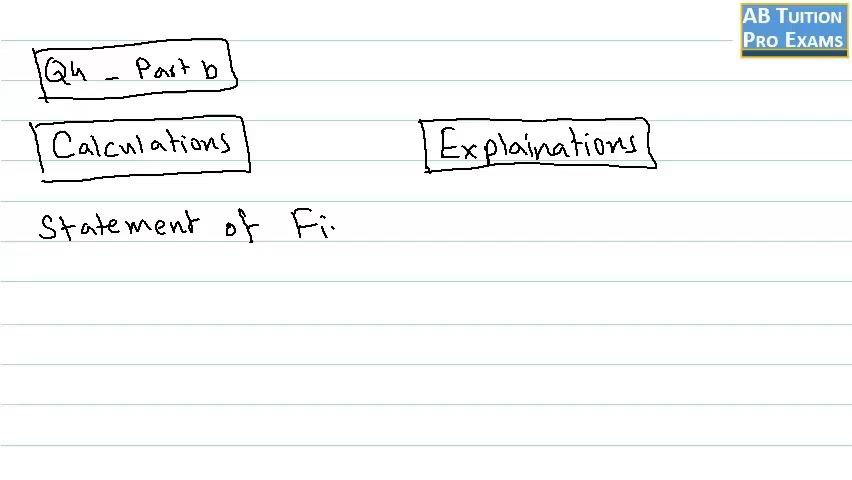 AB TUITION
PRO EXAMS
Q4 - Part b
Calculations
Explainations
Statement of Fi